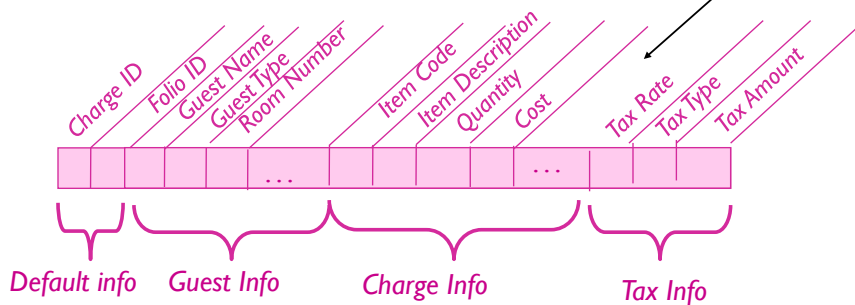 Charge ID
Folio ID
Guest Name
Guest Type
Room Number
Item Code
Item Description
Quantity
Cost
Tax Rate
Tax Type
Tax Amount
...
...
Default info
Guest Info
Charge Info
Tax Info